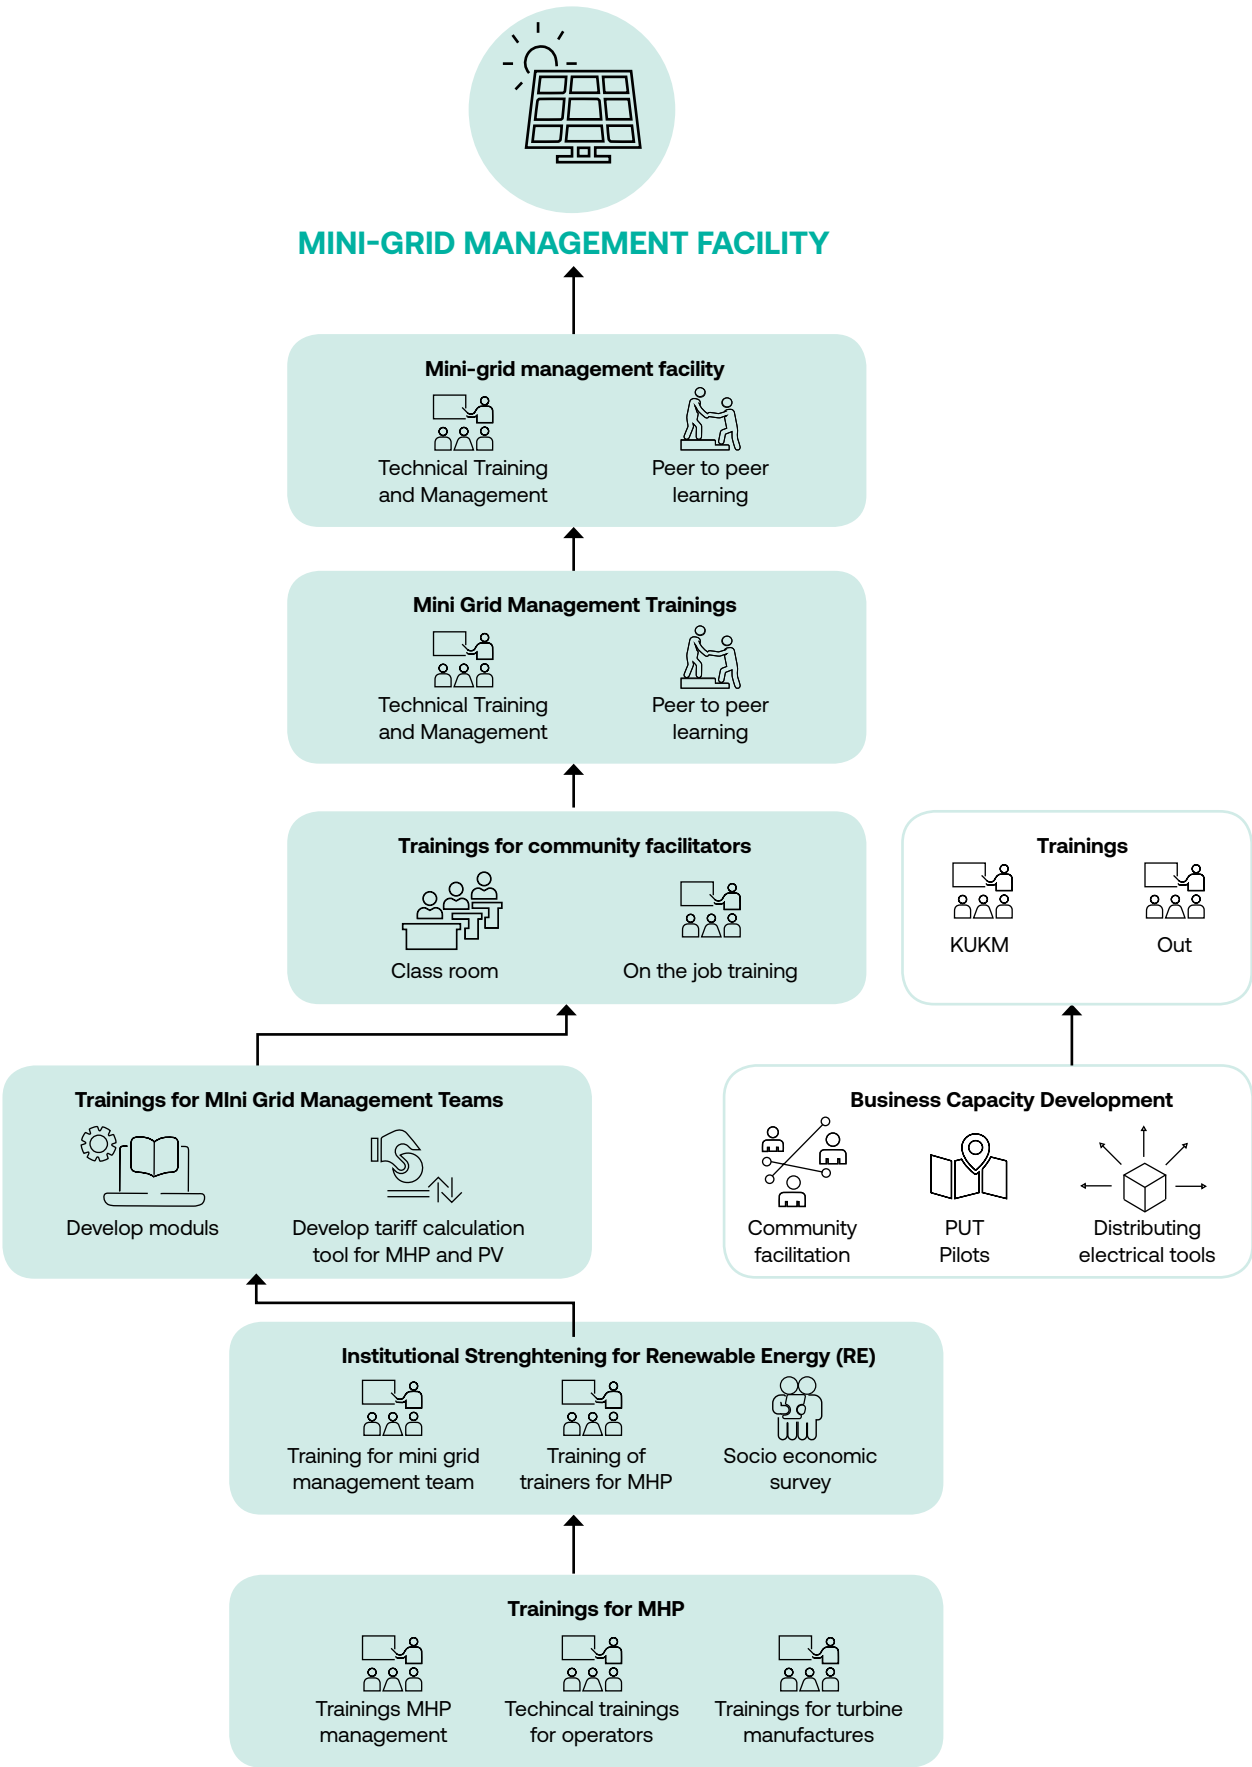 MINI-GRID MANAGEMENT FACILITY
Mini-grid management facility
Technical Training
and Management
Peer to peer
learning
Mini Grid Management Trainings
Technical Training
and Management
Peer to peer
learning
Trainings for community facilitators
Class room
On the job training
Trainings
KUKM
Out
Trainings for MIni Grid Management Teams
Develop moduls
Develop tariff calculation
tool for MHP and PV
Business Capacity Development
Community
facilitation
PUT
Pilots
Distributing
electrical tools
Institutional Strenghtening for Renewable Energy (RE)
Training for mini grid
management team
Training of
trainers for MHP
Socio economic
survey
Trainings for MHP
Trainings MHP
management
Techincal trainings
for operators
Trainings for turbine
manufactures